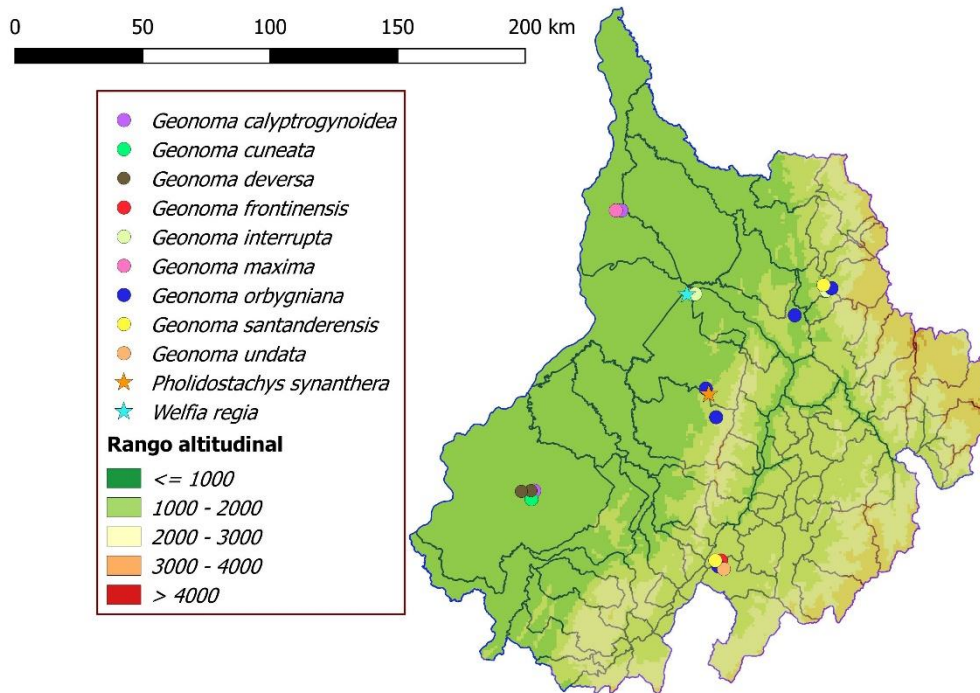 0 50 100 150 200 km
Geonoma calyptrogynoidea
Geonoma cuneata
Geonoma deversa
Geonoma frontinensis
Geonoma interrupta
Geonoma maxima
Geonoma orbygniana
Geonoma santanderensis
Geonoma undata
Pholidostachys synanthera
Welfia regia
Rango altitudinal
<= 1000
1000 - 2000
2000 - 3000
3000 - 4000
> 4000